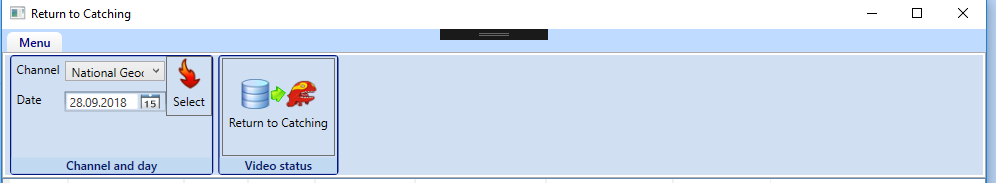 Return to Catching
Menu
Channel National Geo
Date 28.09.2018 15
Select
Return to Catching
Channel and day
Video status